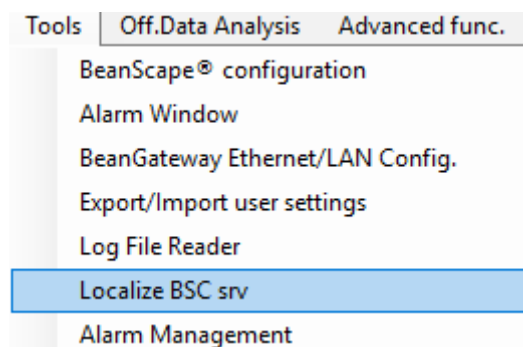 Tools Off.Data Analysis Advanced func.
BeanScape® configuration
Alarm Window
BeanGateway Ethernet/LAN Config.
Export/Import user settings
Log File Reader
Localize BSC srv
Alarm Management